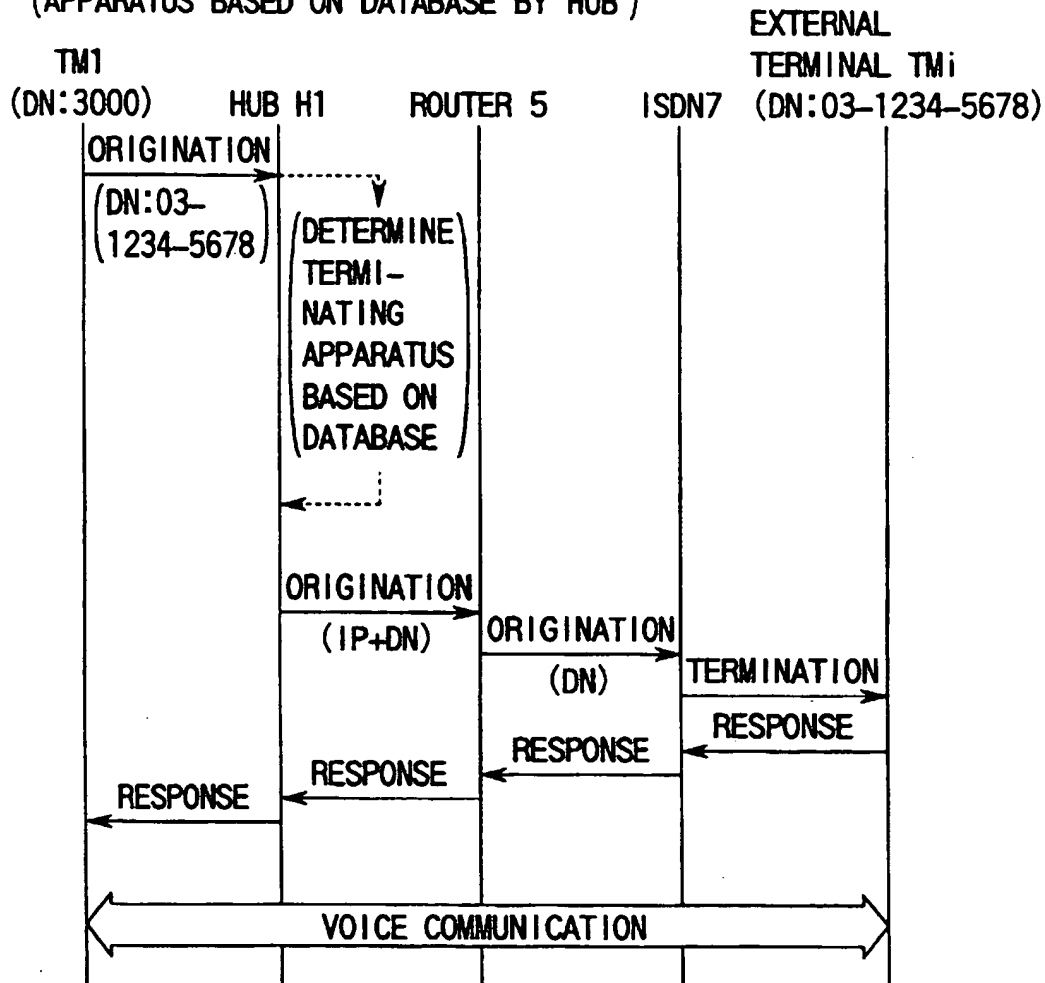 (APPARATUS BASED ON DATABASE BY HUB)
EXTERNAL
TERMINAL TMi
(DN:03-1234-5678)
TM1
(DN:3000)
HUB H1
ROUTER 5
ISDN7
ORIGINATION
(DN:03-
1234-5678)
(DETERMINE
TERMI-
NATING
APPARATUS
BASED ON
DATABASE)
ORIGINATION
(IP+DN)
ORIGINATION
(DN)
TERMINATION
RESPONSE
RESPONSE
RESPONSE
RESPONSE
VOICE COMMUNICATION